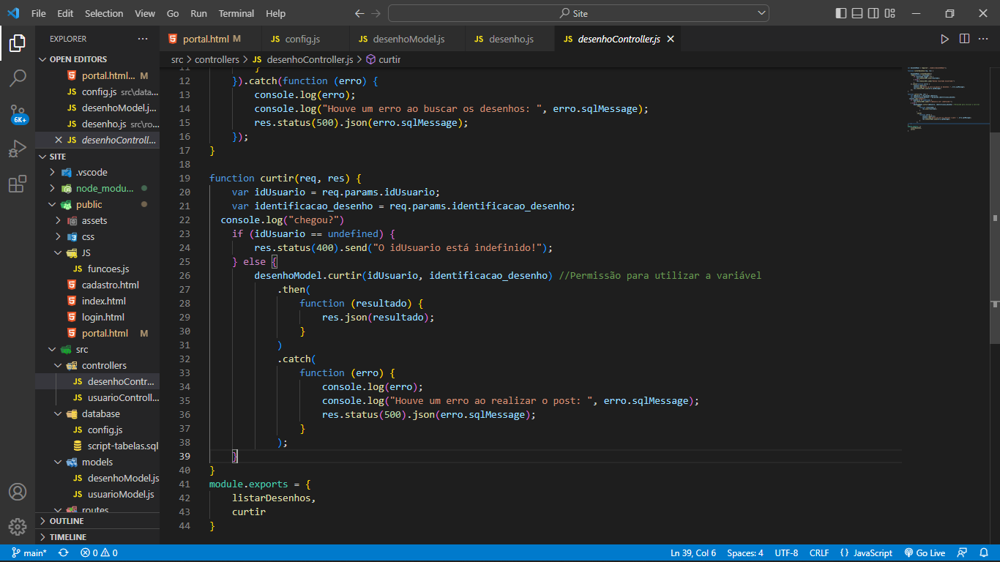 File Edit Selection View Go Run Terminal Help
Site
EXPLORER
OPEN EDITORS
portal.html... M
config.js src\data...
desenhoModel.j...
desenho.js src\ro...
desenhoControll...
SITE
.vscode
node_modu...
public
assets
css
JS
funcoes.js
cadastro.html
index.html
login.html
portal.html M
src
controllers
desenhoContr...
usuarioControll...
database
config.js
script-tabelas.sql
models
desenhoModel.js
usuarioModel.js
routes
OUTLINE
TIMELINE
6K+
portal.html M
config.js
desenhoModel.js
desenho.js
desenhoController.js
src > controllers > JS desenhoController.js > curtir
11 }
12 }).catch(function (erro) {
13 console.log(erro);
14 console.log("Houve um erro ao buscar os desenhos: ", erro.sqlMessage);
15 res.status(500).json(erro.sqlMessage);
16 });
17 }
18
19 function curtir(req, res) {
20 var idUsuario = req.params.idUsuario;
21 var identificacao_desenho = req.params.identificacao_desenho;
22 console.log("chegou?")
23 if (idUsuario == undefined) {
24 res.status(400).send("O idUsuario está indefinido!");
25 } else {
26 desenhoModel.curtir(idUsuario, identificacao_desenho) //Permissão para utilizar a variável
27 .then(
28 function (resultado) {
29 res.json(resultado);
30 }
31 )
32 .catch(
33 function (erro) {
34 console.log(erro);
35 console.log("Houve um erro ao realizar o post: ", erro.sqlMessage);
36 res.status(500).json(erro.sqlMessage);
37 }
38 );
39 }
40 }
41 module.exports = {
42 listarDesenhos,
43 curtir
44 }
main* 0 0 Ln 39, Col 6 Spaces: 4 UTF-8 CRLF {} JavaScript Go Live